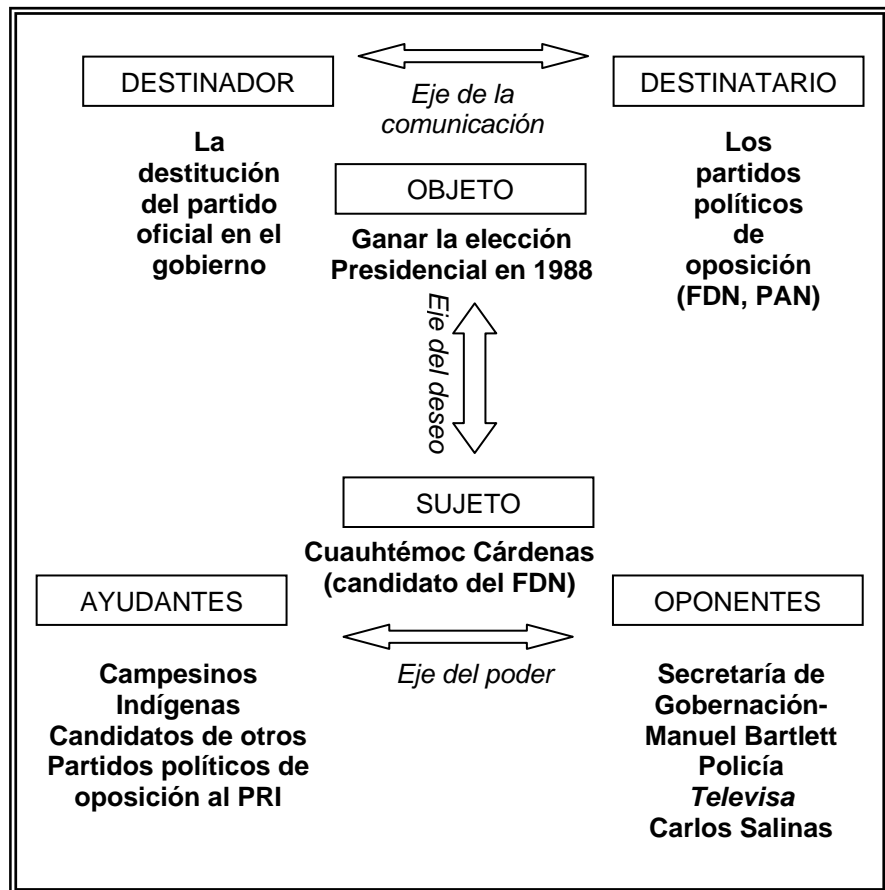 DESTINADOR
Eje de la
comunicación
DESTINATARIO
La
destitución
del partido
oficial en el
gobierno
OBJETO
Ganar la elección
Presidencial en 1988
Los
partidos
políticos
de
oposición
(FDN, PAN)
Eje del deseo
SUJETO
Cuauhtémoc Cárdenas
(candidato del FDN)
AYUDANTES
Eje del poder
OPONENTES
Campesinos
Indígenas
Candidatos de otros
Partidos políticos de
oposición al PRI
Secretaría de
Gobernación-
Manuel Bartlett
Policía
Televisa
Carlos Salinas